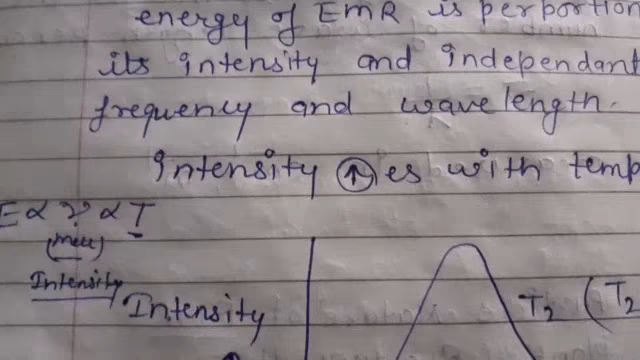 energy of EMR is perportion
its intensity and independant
frequency and wavelength.
intensity ↑es with temp
E α ν α T
(meu)
Intensity
Intensity
T₂ (T₂